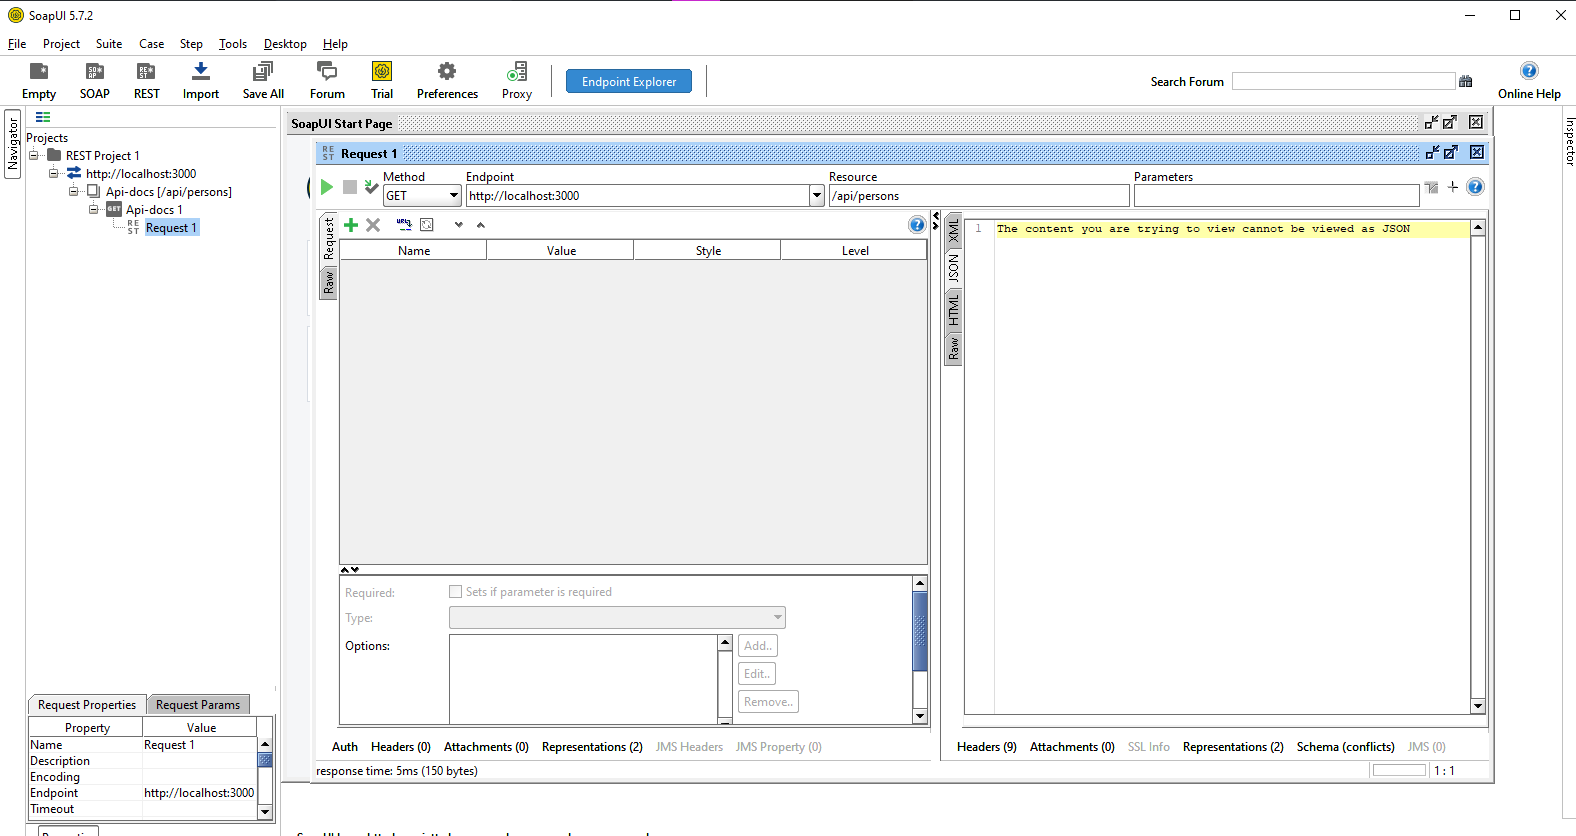 SoapUI 5.7.2
File Project Suite Case Step Tools Desktop Help
Empty SOAP REST Import Save All Forum Trial Preferences Proxy Endpoint Explorer Search Forum Online Help
Navigator
Projects
REST Project 1
http://localhost:3000
Api-docs [/api/persons]
GET Api-docs 1
REST Request 1
SoapUI Start Page
REST Request 1
Method Endpoint Resource Parameters
GET http://localhost:3000 /api/persons
Request
Raw
Name Value Style Level
Required: Sets if parameter is required
Type:
Options:
Add..
Edit..
Remove..
Auth Headers (0) Attachments (0) Representations (2) JMS Headers JMS Property (0)
response time: 5ms (150 bytes)
XML
JSON
HTML
Raw
1 The content you are trying to view cannot be viewed as JSON
Headers (9) Attachments (0) SSL Info Representations (2) Schema (conflicts) JMS (0)
1 : 1
Inspector
Request Properties Request Params
Property Value
Name Request 1
Description
Encoding
Endpoint http://localhost:3000
Timeout